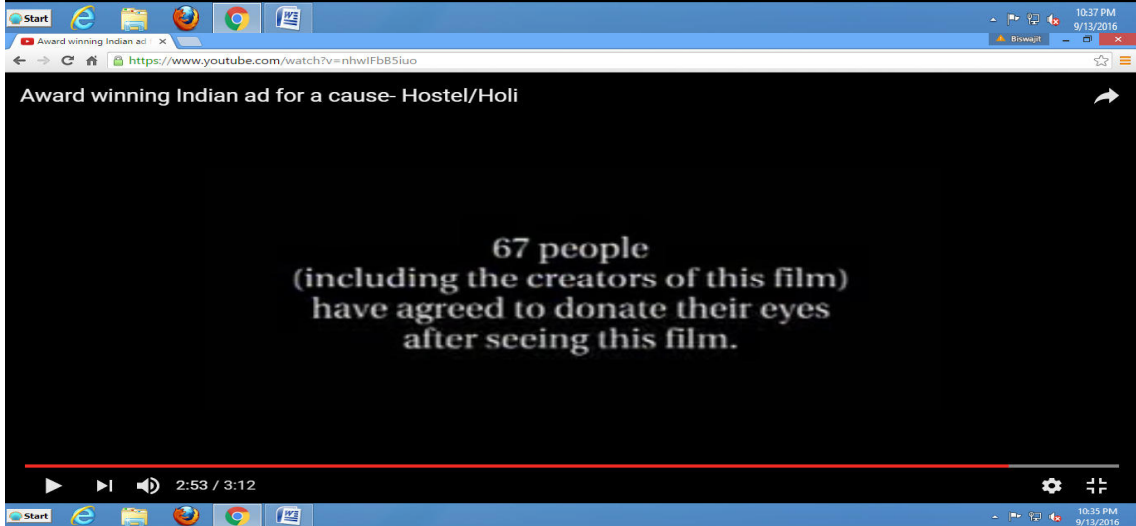 Start
10:37 PM
9/13/2016
Award winning Indian ad
Biswajit
https://www.youtube.com/watch?v=nhwlFbB5iuo
Award winning Indian ad for a cause- Hostel/Holi
67 people
(including the creators of this film)
have agreed to donate their eyes
after seeing this film.
2:53 / 3:12
Start
10:35 PM
9/13/2016